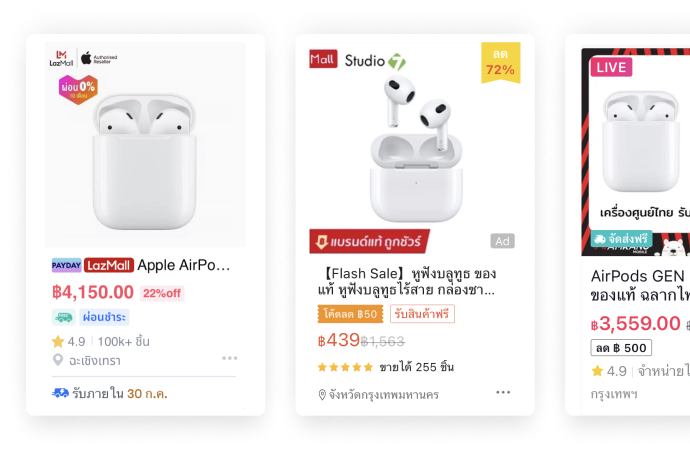 LazMall
Authorised
Reseller
ผ่อน 0%
10 เดือน
PAYDAY LazMall Apple AirPo...
฿4,150.00 22%off
ผ่อนชำระ
4.9 | 100k+ ชิ้น
ฉะเชิงเทรา
รับภายใน 30 ก.ค.
Mall Studio 7
ลด
72%
แบรนด์แท้ ถูกชัวร์
Ad
【Flash Sale】หูฟังบลูทูธ ของ
แท้ หูฟังบลูทูธไร้สาย กล่องชา...
โค้ดลด ฿50 รับสินค้าฟรี
฿439 ฿1,563
ขายได้ 255 ชิ้น
จังหวัดกรุงเทพมหานคร
LIVE
เครื่องศูนย์ไทย รับ
จัดส่งฟรี
AirPods GEN
ของแท้ ฉลากไท
฿3,559.00
ลด ฿ 500
4.9 | จำหน่าย
กรุงเทพฯ